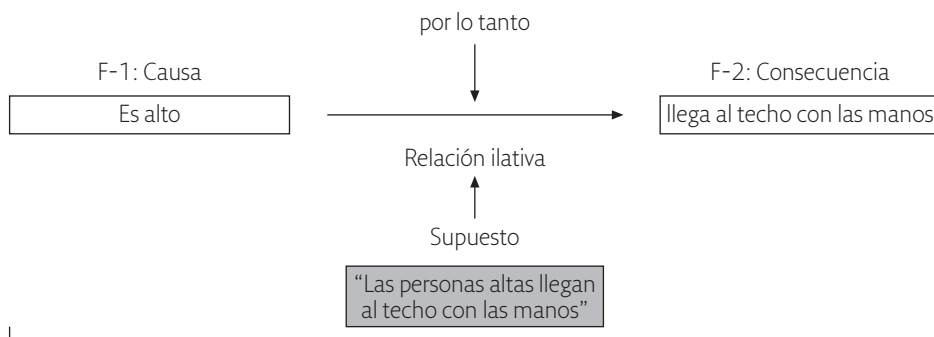 por lo tanto
F-1: Causa
F-2: Consecuencia
Es alto
llega al techo con las manos
Relación ilativa
Supuesto
“Las personas altas llegan
al techo con las manos”